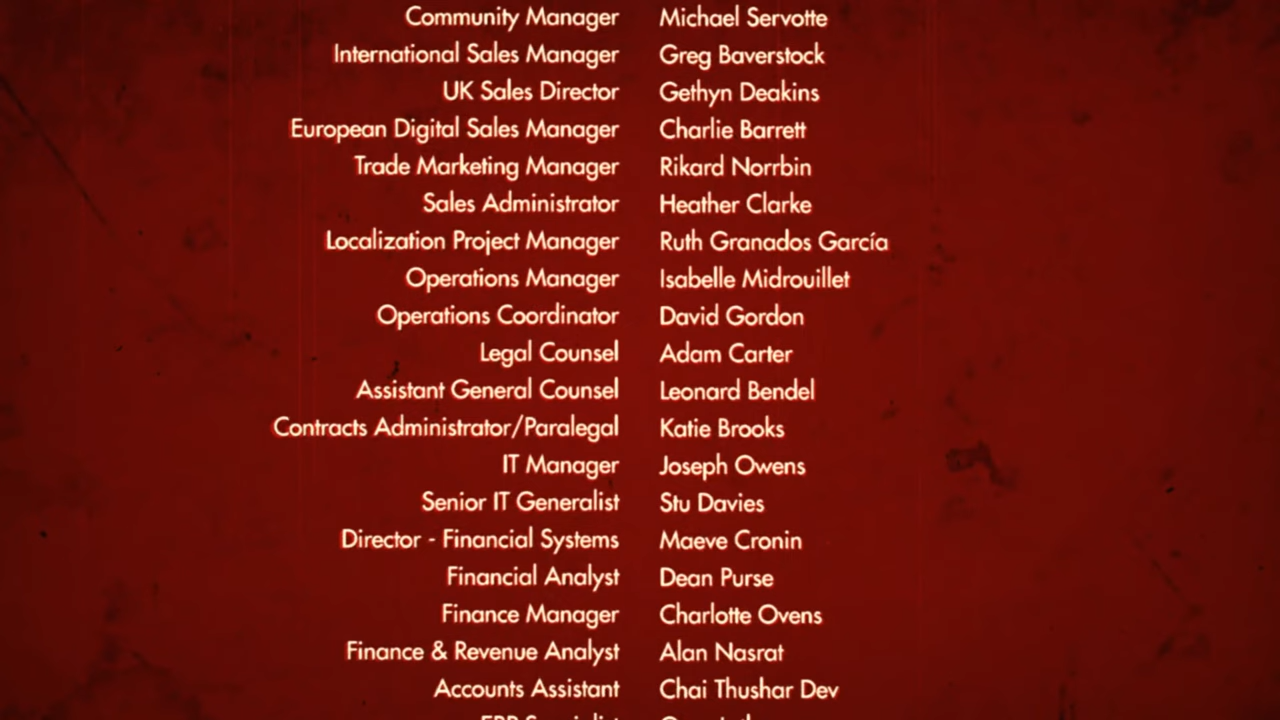 Community Manager Michael Servotte
International Sales Manager Greg Baverstock
UK Sales Director Gethyn Deakins
European Digital Sales Manager Charlie Barrett
Trade Marketing Manager Rikard Norrbin
Sales Administrator Heather Clarke
Localization Project Manager Ruth Granados García
Operations Manager Isabelle Midrouillet
Operations Coordinator David Gordon
Legal Counsel Adam Carter
Assistant General Counsel Leonard Bendel
Contracts Administrator/Paralegal Katie Brooks
IT Manager Joseph Owens
Senior IT Generalist Stu Davies
Director - Financial Systems Maeve Cronin
Financial Analyst Dean Purse
Finance Manager Charlotte Ovens
Finance & Revenue Analyst Alan Nasrat
Accounts Assistant Chai Thushar Dev